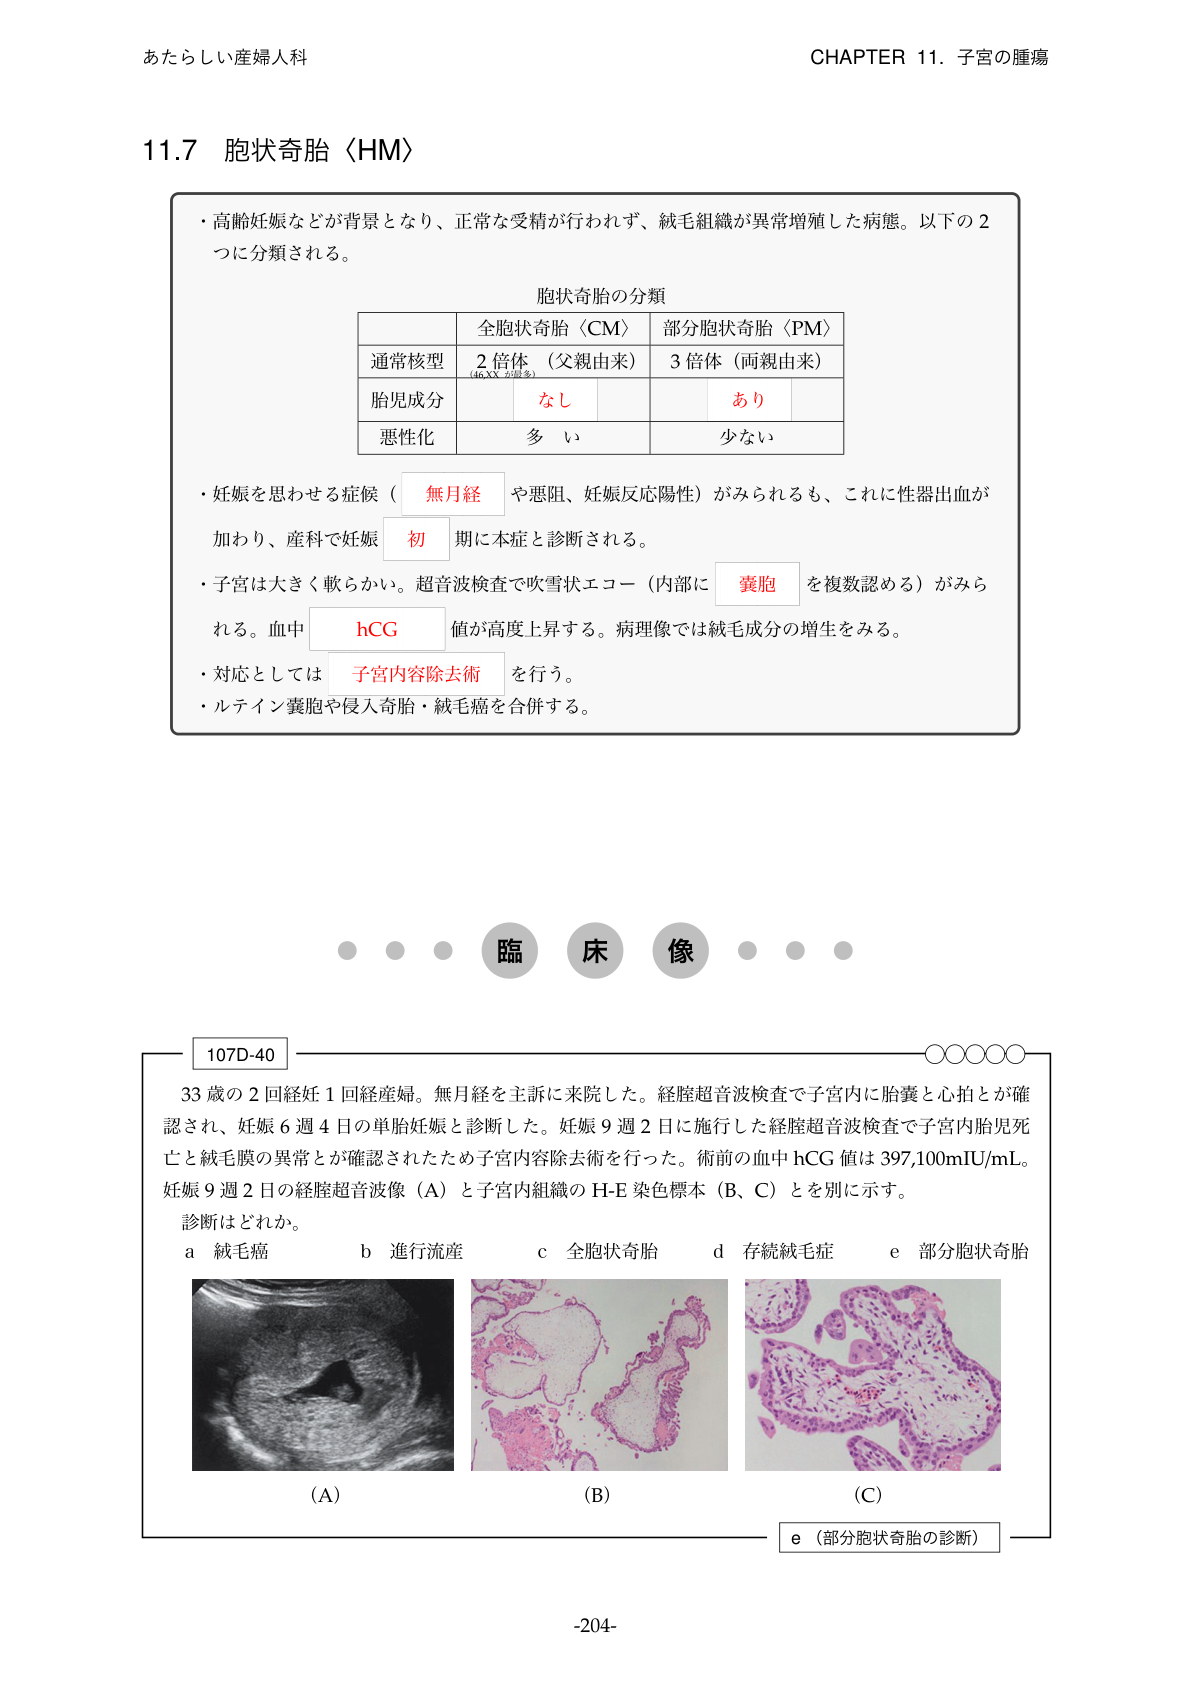 あたらしい産婦人科 CHAPTER 11. 子宮の腫瘍
11.7 胞状奇胎〈HM〉
・高齢妊娠などが背景となり、正常な受精が行われず、絨毛組織が異常増殖した病態。以下の 2
つに分類される。
胞状奇胎の分類
全胞状奇胎〈CM〉 部分胞状奇胎〈PM〉
通常核型 2 倍体（父親由来） 3 倍体（両親由来）
(46,XX が最多)
胎児成分 なし あり
悪性化 多 い 少ない
・妊娠を思わせる症候（ 無月経 や悪阻、妊娠反応陽性）がみられるも、これに性器出血が
加わり、産科で妊娠 初 期に本症と診断される。
・子宮は大きく軟らかい。超音波検査で吹雪状エコー（内部に 嚢胞 を複数認める）がみら
れる。血中 hCG 値が高度上昇する。病理像では絨毛成分の増生をみる。
・対応としては 子宮内容除去術 を行う。
・ルテイン嚢胞や侵入奇胎・絨毛癌を合併する。
臨 床 像
107D-40 ○○○○○
33 歳の 2 回経妊 1 回経産婦。無月経を主訴に来院した。経腟超音波検査で子宮内に胎嚢と心拍とが確
認され、妊娠 6 週 4 日の単胎妊娠と診断した。妊娠 9 週 2 日に施行した経腟超音波検査で子宮内胎児死
亡と絨毛膜の異常とが確認されたため子宮内容除去術を行った。術前の血中 hCG 値は 397,100mIU/mL。
妊娠 9 週 2 日の経腟超音波像（A）と子宮内組織の H-E 染色標本（B、C）とを別に示す。
診断はどれか。
a 絨毛癌 b 進行流産 c 全胞状奇胎 d 存続絨毛症 e 部分胞状奇胎
(A) (B) (C)
e （部分胞状奇胎の診断）
-204-